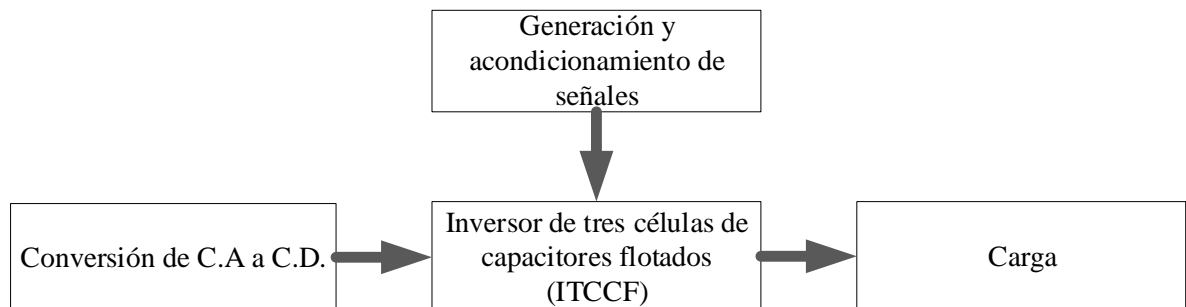 Generación y
acondicionamiento de
señales
Conversión de C.A a C.D.
Inversor de tres células de
capacitores flotados
(ITCCF)
Carga